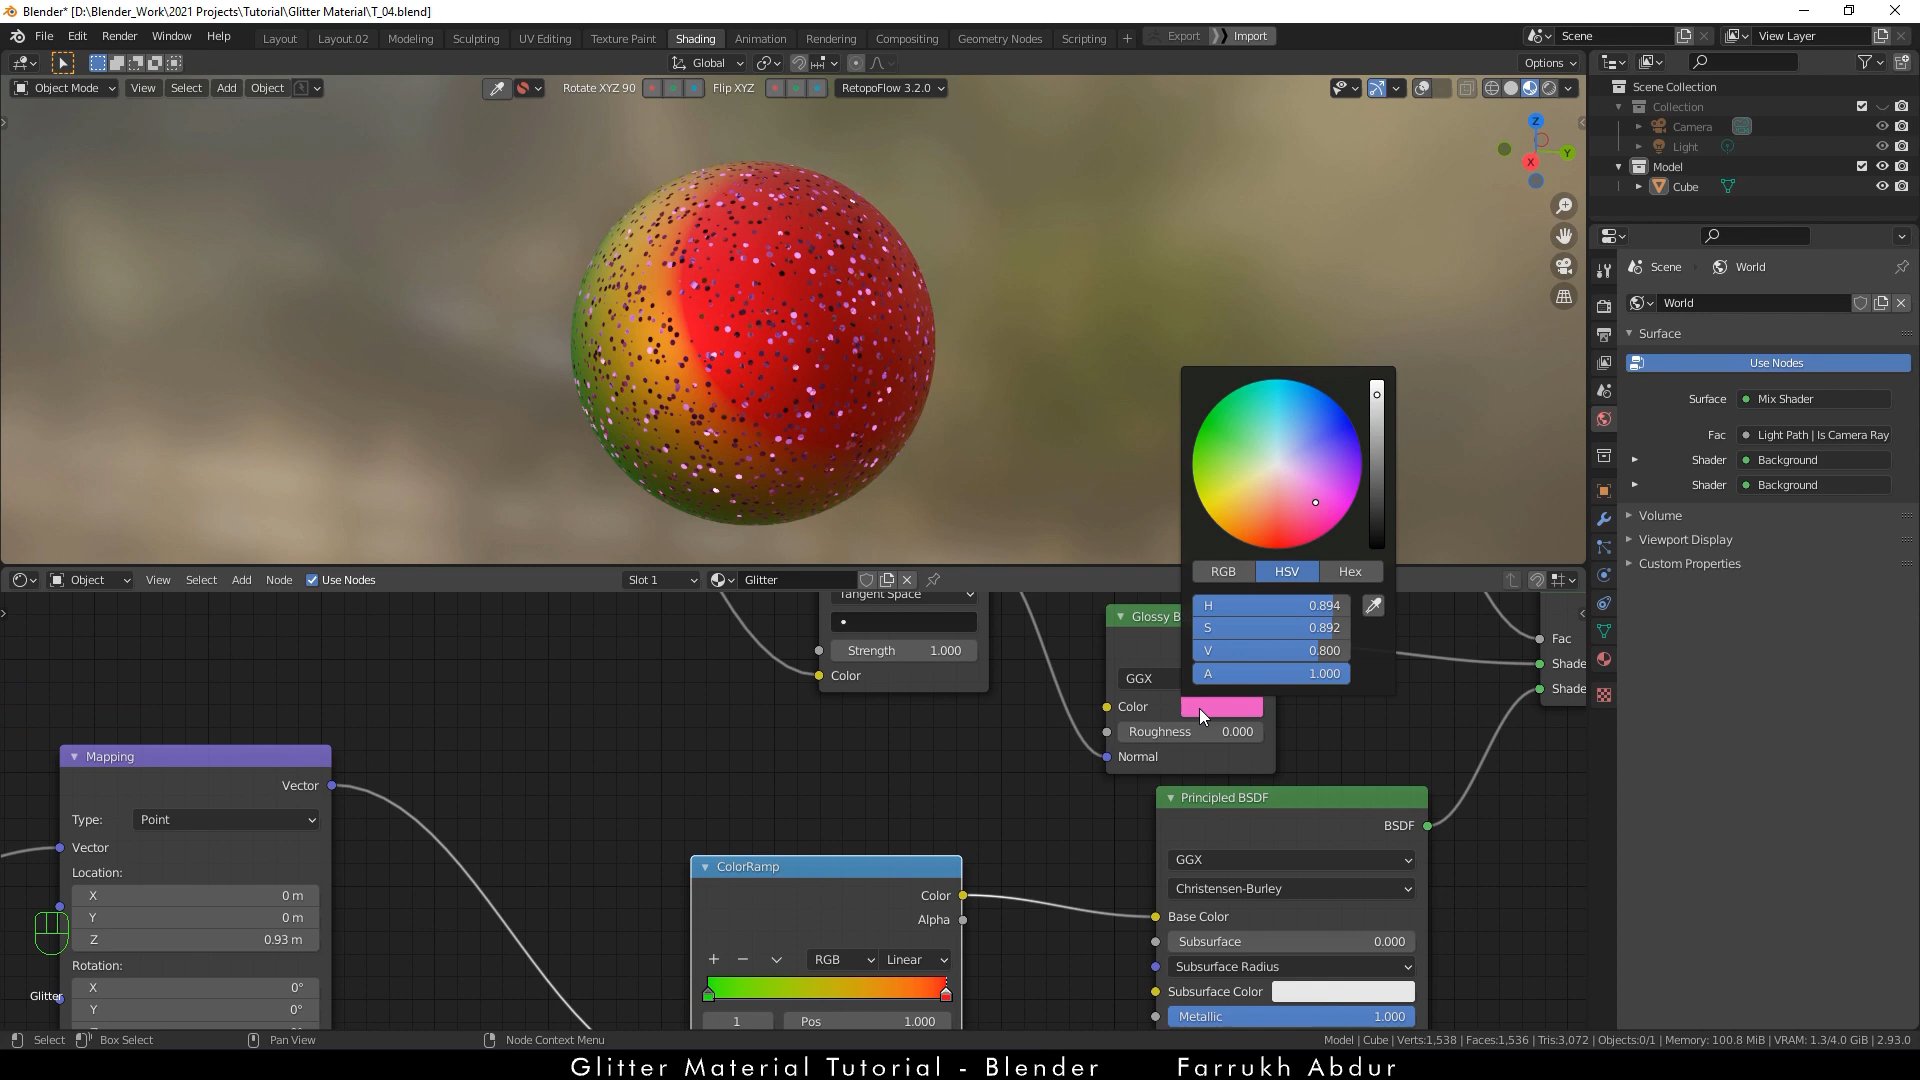 Blender* [D:\Blender_Work\2021 Projects\Tutorial\Glitter Material\T_04.blend]
File Edit Render Window Help Layout Layout.02 Modeling Sculpting UV Editing Texture Paint Shading Animation Rendering Compositing Geometry Nodes Scripting + Export Import Scene View Layer
Global Options
Object Mode View Select Add Object Rotate XYZ 90 Flip XYZ RetopoFlow 3.2.0
Scene Collection
Collection
Camera
Light
Model
Cube
Z
Y
X
Scene World
World
Surface
Use Nodes
Surface Mix Shader
Fac Light Path | Is Camera Ray
Shader Background
Shader Background
Volume
Viewport Display
Custom Properties
RGB HSV Hex
H 0.894
S 0.892
V 0.800
A 1.000
Object View Select Add Node Use Nodes Slot 1 Glitter
Tangent Space
Strength 1.000
Color
Glossy B
GGX
Color
Roughness 0.000
Normal
Fac
Shade
Shade
Mapping
Vector
Type: Point
Vector
Location:
X 0 m
Y 0 m
Z 0.93 m
Rotation:
X 0°
Y 0°
Glitter
ColorRamp
Color
Alpha
+ − RGB Linear
1 Pos 1.000
Principled BSDF
BSDF
GGX
Christensen-Burley
Base Color
Subsurface 0.000
Subsurface Radius
Subsurface Color
Metallic 1.000
Select Box Select Pan View Node Context Menu Model | Cube | Verts:1,538 | Faces:1,536 | Tris:3,072 | Objects:0/1 | Memory: 100.8 MiB | VRAM: 1.3/4.0 GiB | 2.93.0
Glitter Material Tutorial - Blender Farrukh Abdur